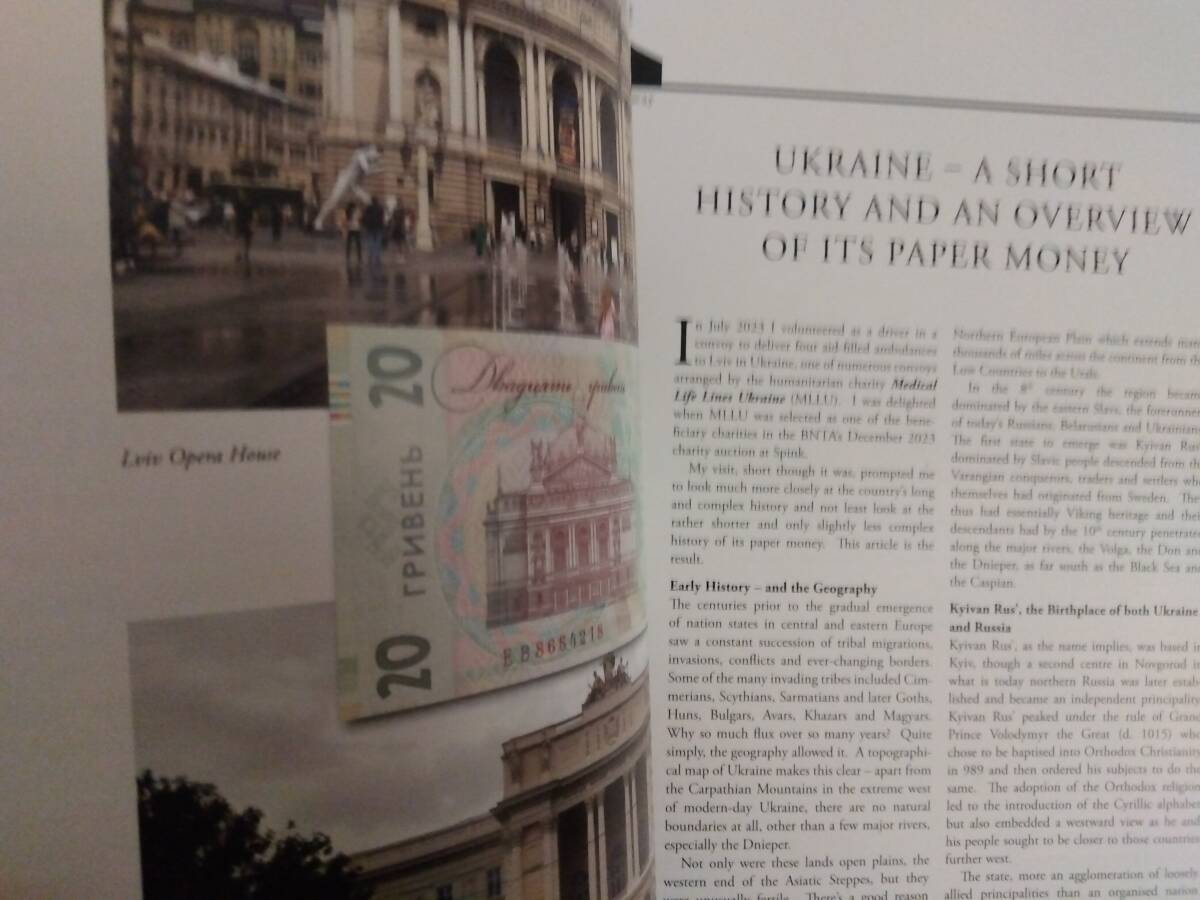 Lviv Opera House
20
Двадцять гривень
ГРИВЕНЬ
20
UKRAINE – A SHORT
HISTORY AND AN OVERVIEW
OF ITS PAPER MONEY
In July 2023 I volunteered as a driver in a
convoy to deliver four aid-filled ambulances
to Lviv in Ukraine, one of numerous convoys
arranged by the humanitarian charity Medical
Life Lines Ukraine (MLLU). I was delighted
when MLLU was selected as one of the bene-
ficiary charities in the BNTA's December 2023
charity auction at Spink.
My visit, short though it was, prompted me
to look much more closely at the country's long
and complex history and not least look at the
rather shorter and only slightly less complex
history of its paper money. This article is the
result.
Early History – and the Geography
The centuries prior to the gradual emergence
of nation states in central and eastern Europe
saw a constant succession of tribal migrations,
invasions, conflicts and ever-changing borders.
Some of the many invading tribes included Cim-
merians, Scythians, Sarmatians and later Goths,
Huns, Bulgars, Avars, Khazars and Magyars.
Why so much flux over so many years? Quite
simply, the geography allowed it. A topographi-
cal map of Ukraine makes this clear – apart from
the Carpathian Mountains in the extreme west
of modern-day Ukraine, there are no natural
boundaries at all, other than a few major rivers,
especially the Dnieper.
Not only were these lands open plains, the
western end of the Asiatic Steppes, but they
were unusually fertile. There's a good reason
Northern European Plain which extends
thousands of miles across the continent from
Low Countries to the Urals.
In the 8th century the region
dominated by the eastern Slavs, the
of today's Russians, Belarusians and
The first state to emerge was Kyivan
dominated by Slavic people descended from
Varangian conquerors, traders and settlers
themselves had originated from Sweden.
thus had essentially Viking heritage and
descendants had by the 10th century
along the major rivers, the Volga, the Don
the Dnieper, as far south as the Black Sea
the Caspian.
Kyivan Rus', the Birthplace of both Ukraine
and Russia
Kyivan Rus', as the name implies, was based
Kyiv, though a second centre in Novgorod in
what is today northern Russia was later estab-
lished and became an independent principality
Kyivan Rus' peaked under the rule of Grand
Prince Volodymyr the Great (d. 1015) who
chose to be baptised into Orthodox Christianity
in 989 and then ordered his subjects to do the
same. The adoption of the Orthodox religion
led to the introduction of the Cyrillic alphabet
but also embedded a westward view as he and
his people sought to be closer to those countries
further west.
The state, more an agglomeration of loosely
allied principalities than an organised nation